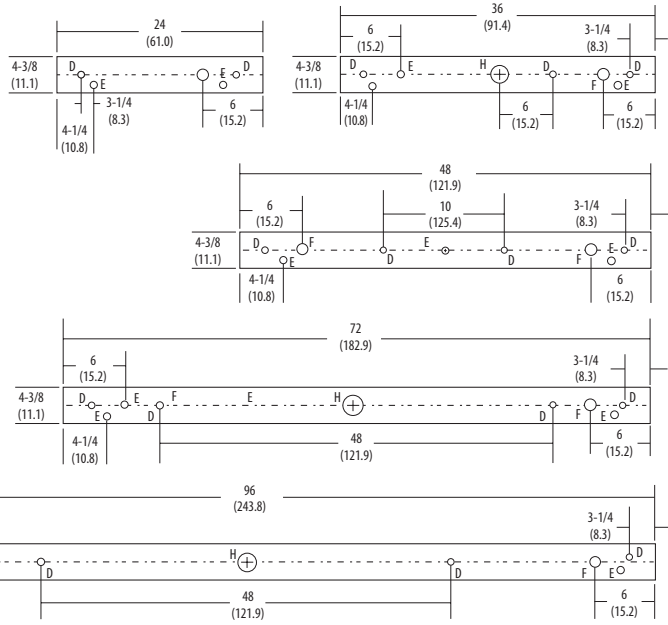 24
(61.0)
4-3/8
(11.1)
D
E
E
D
3-1/4
(8.3)
4-1/4
(10.8)
6
(15.2)
36
(91.4)
6
(15.2)
3-1/4
(8.3)
4-3/8
(11.1)
D
E
H
D
F
E
D
4-1/4
(10.8)
6
(15.2)
6
(15.2)
48
(121.9)
6
(15.2)
10
(125.4)
3-1/4
(8.3)
4-3/8
(11.1)
D
E
F
D
E
D
F
E
D
4-1/4
(10.8)
6
(15.2)
72
(182.9)
6
(15.2)
3-1/4
(8.3)
4-3/8
(11.1)
D
E
E
D
F
E
H
D
F
E
D
4-1/4
(10.8)
48
(121.9)
6
(15.2)
96
(243.8)
3-1/4
(8.3)
D
H
D
F
E
D
48
(121.9)
6
(15.2)